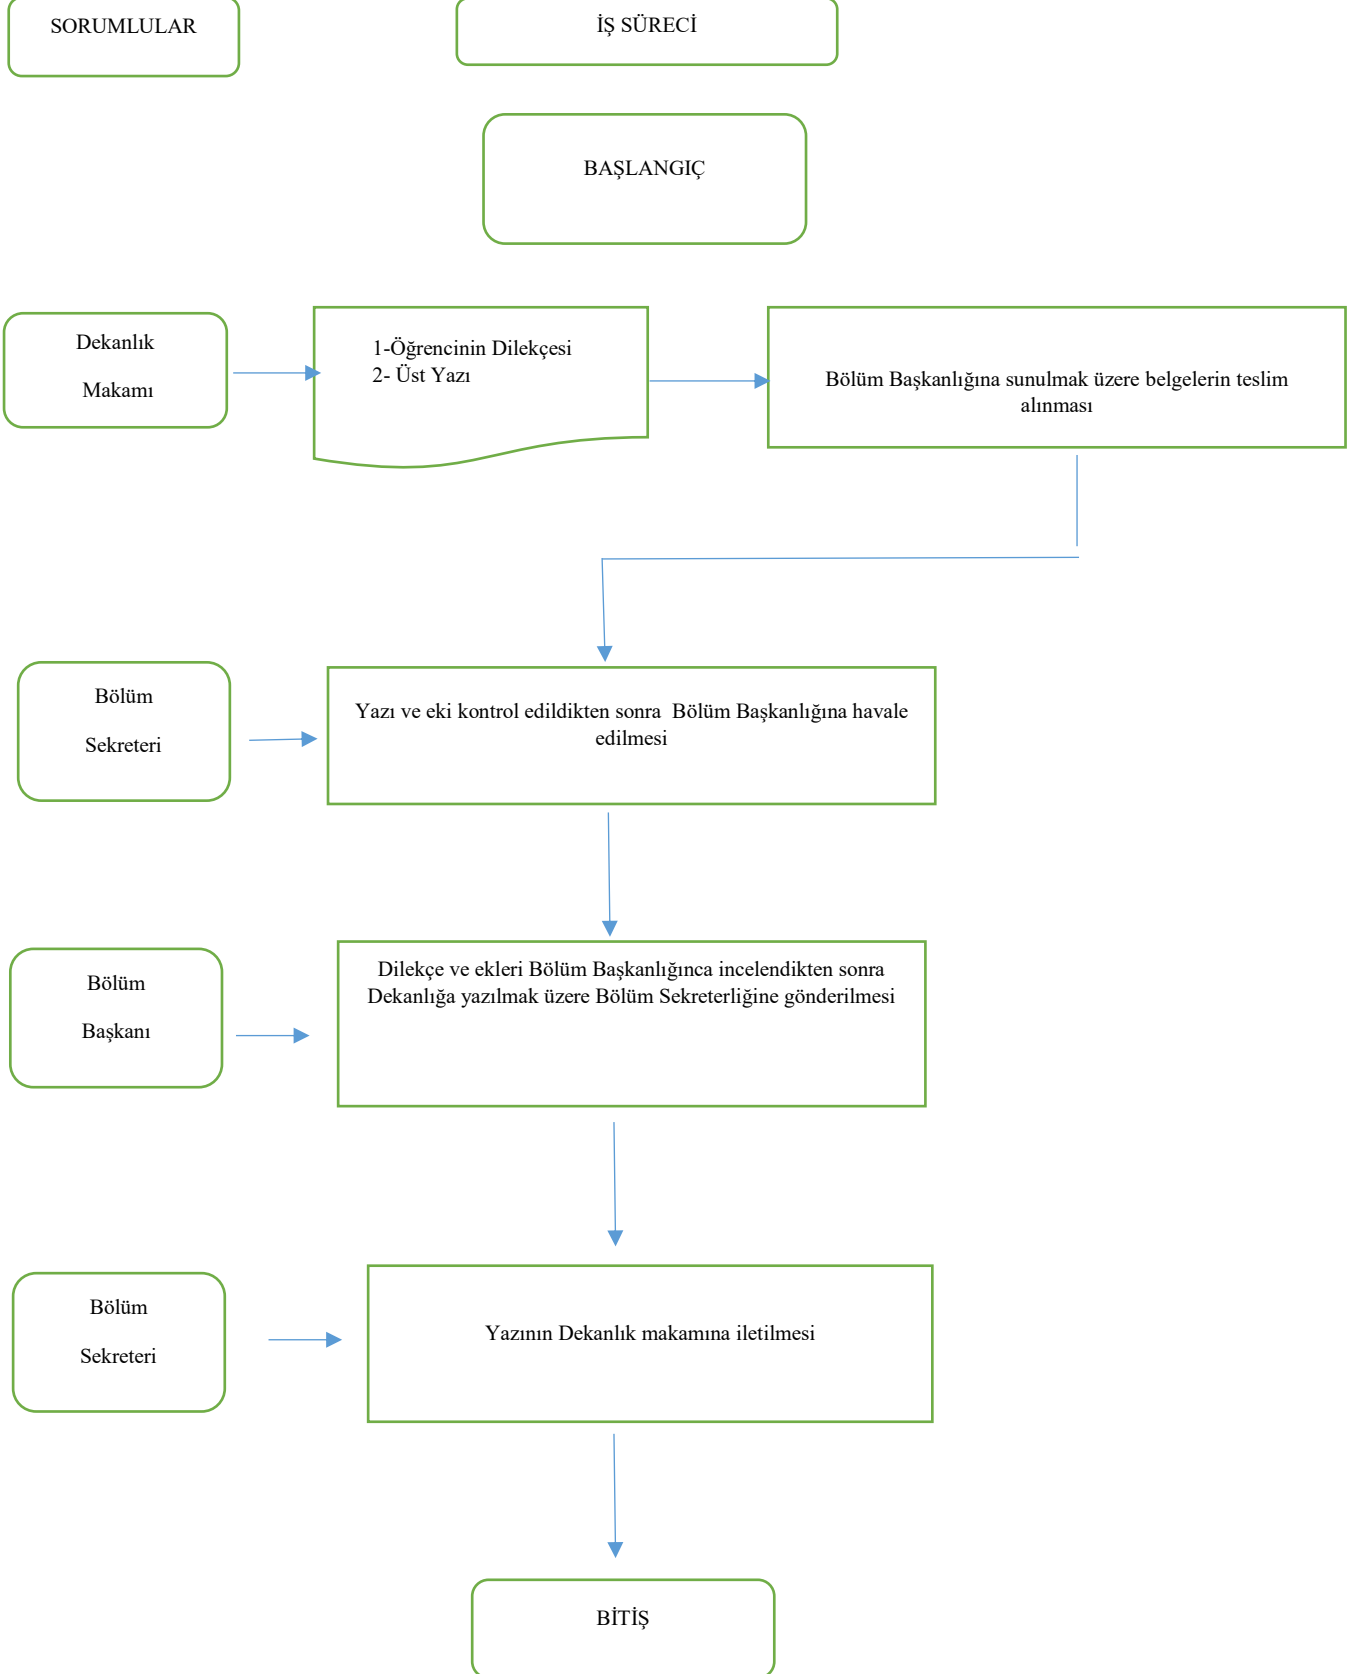 SORUMLULAR
İŞ SÜRECİ
BAŞLANGIÇ
Dekanlık
Makamı
1-Öğrencinin Dilekçesi
2- Üst Yazı
Bölüm Başkanlığına sunulmak üzere belgelerin teslim
alınması
Bölüm
Sekreteri
Yazı ve eki kontrol edildikten sonra  Bölüm Başkanlığına havale
edilmesi
Bölüm
Başkanı
Dilekçe ve ekleri Bölüm Başkanlığınca incelendikten sonra
Dekanlığa yazılmak üzere Bölüm Sekreterliğine gönderilmesi
Bölüm
Sekreteri
Yazının Dekanlık makamına iletilmesi
BİTİŞ